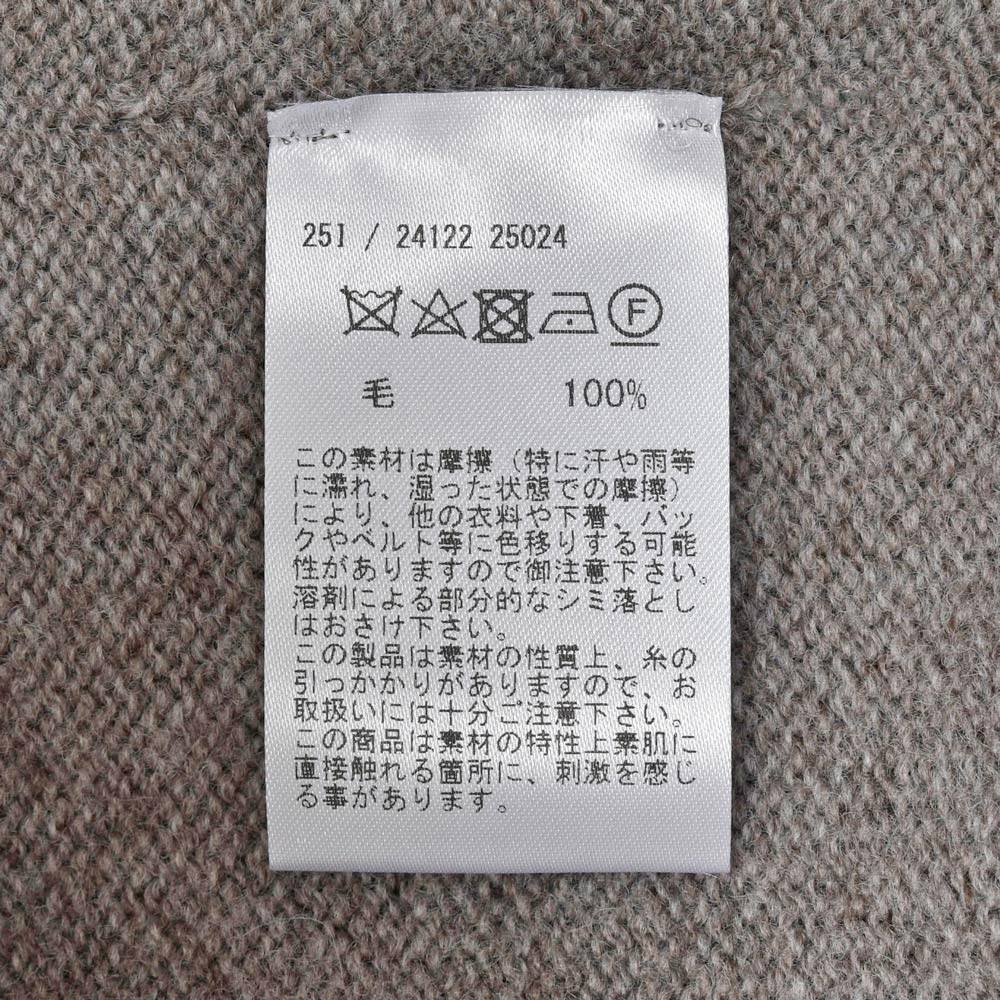 251 / 24122 25024
F
毛 100%
この素材は摩擦（特に汗や雨等
に濡れ、湿った状態での摩擦）
により、他の衣料や下着、バッ
クやベルト等に色移りする可能
性がありますので御注意下さい。
溶剤による部分的なシミ落とし
はおさけ下さい。
この製品は素材の性質上、糸の
引っかかりがありますので、お
取扱いには十分ご注意下さい。
この商品は素材の特性上素肌に
直接触れる箇所に、刺激を感じ
る事があります。